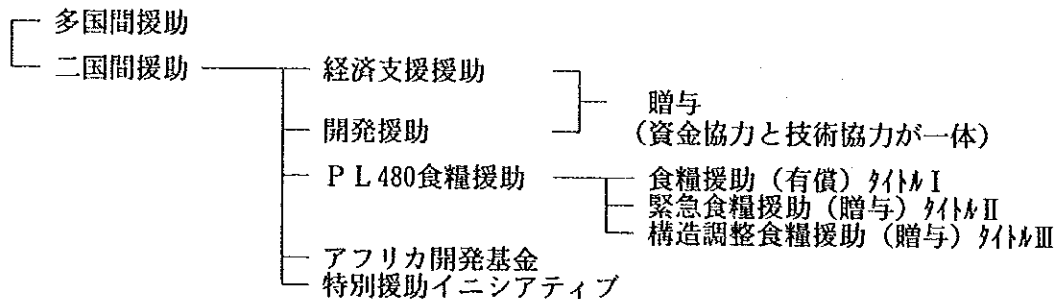 多国間援助
二国間援助
経済支援援助
開発援助
贈与
(資金協力と技術協力が一体)
PL480食糧援助
食糧援助(有償)タイトルⅠ
緊急食糧援助(贈与)タイトルⅡ
構造調整食糧援助(贈与)タイトルⅢ
アフリカ開発基金
特別援助イニシアティブ